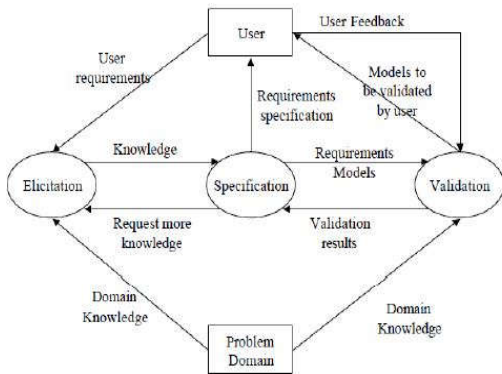 User Feedback
User
User
requirements
Models to
be validated
by user
Requirements
specification
Knowledge
Requirements
Models
Elicitation
Specification
Validation
Request more
knowledge
Validation
results
Domain
Knowledge
Domain
Knowledge
Problem
Domain